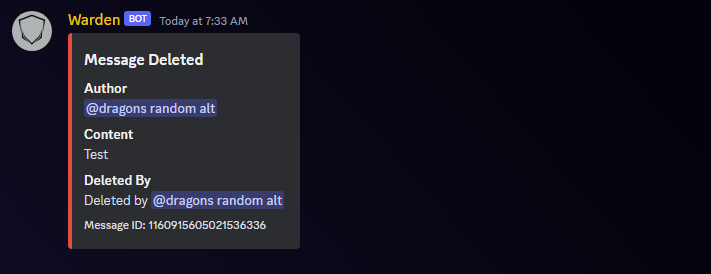 Warden BOT Today at 7:33 AM
Message Deleted
Author
@dragons random alt
Content
Test
Deleted By
Deleted by @dragons random alt
Message ID: 1160915605021536336